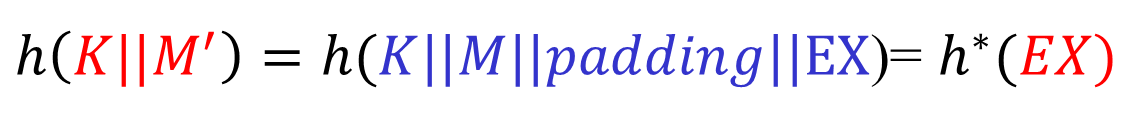 h(K||M′) = h(K||M||padding||EX)= h*(EX)